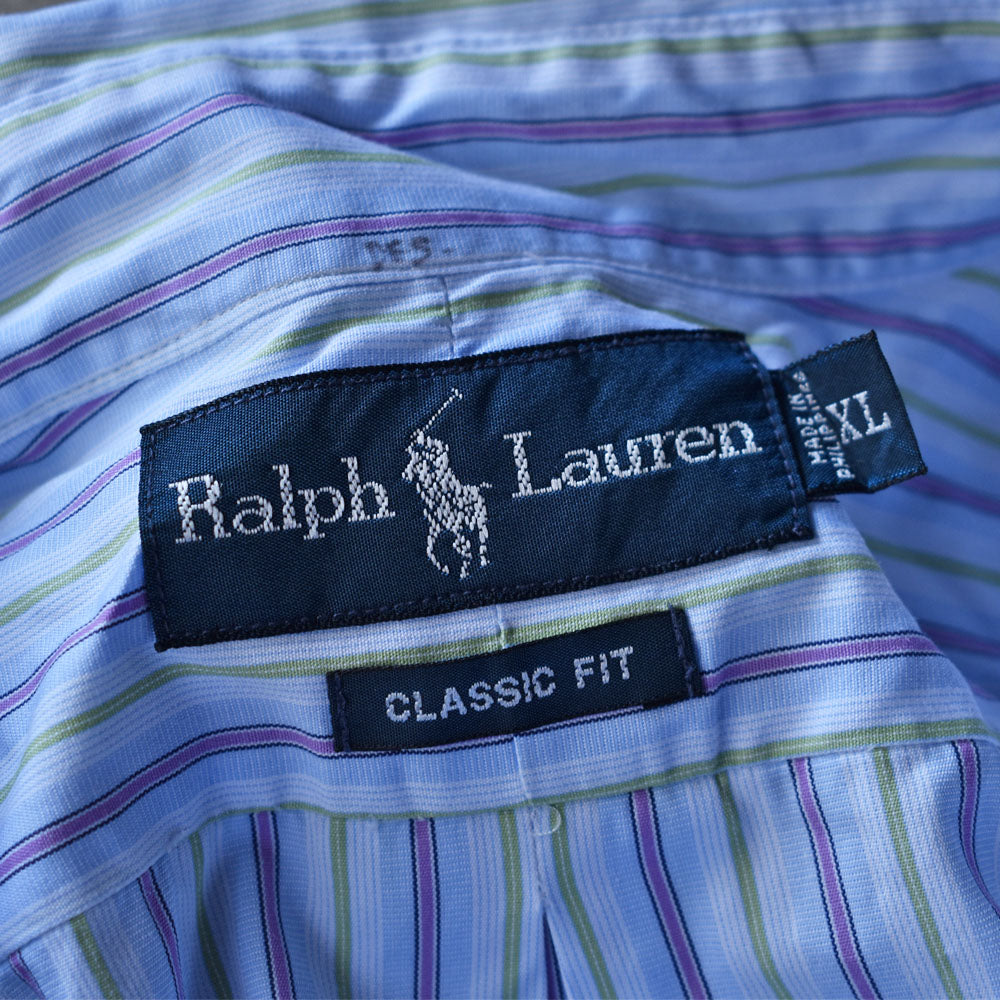 Ralph Lauren
XL
MADE IN
PHILIPPINES
CLASSIC FIT